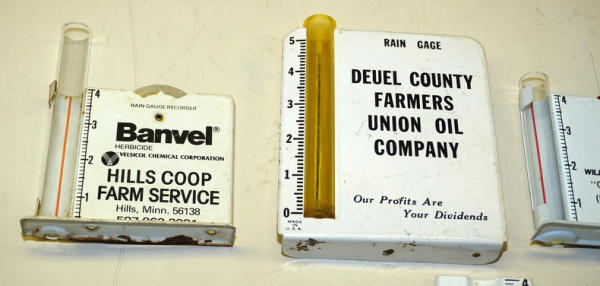 4
3
2
1
RAIN GAUGE RECORDER
Banvel®
HERBICIDE
VELSICOL CHEMICAL CORPORATION
HILLS COOP
FARM SERVICE
Hills, Minn. 56138
5
4
3
2
1
0
MADE IN U.S.A.
RAIN GAGE
DEUEL COUNTY
FARMERS
UNION OIL
COMPANY
Our Profits Are
Your Dividends
4
3
2
1
4